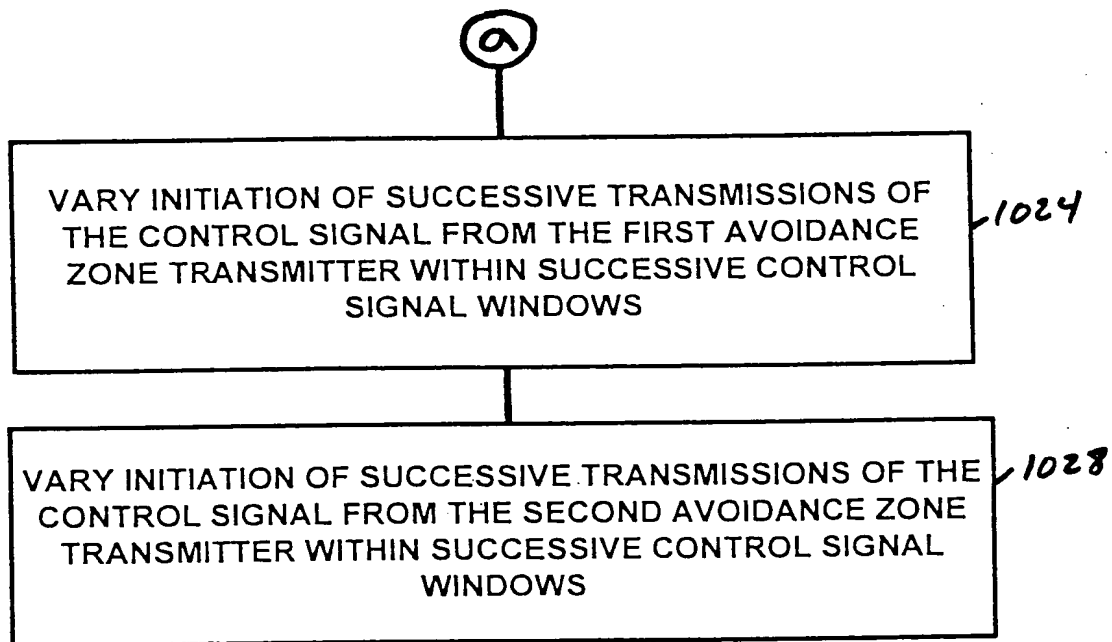 a
VARY INITIATION OF SUCCESSIVE TRANSMISSIONS OF
THE CONTROL SIGNAL FROM THE FIRST AVOIDANCE
ZONE TRANSMITTER WITHIN SUCCESSIVE CONTROL
SIGNAL WINDOWS
1024
VARY INITIATION OF SUCCESSIVE TRANSMISSIONS OF THE
CONTROL SIGNAL FROM THE SECOND AVOIDANCE ZONE
TRANSMITTER WITHIN SUCCESSIVE CONTROL SIGNAL
WINDOWS
1028